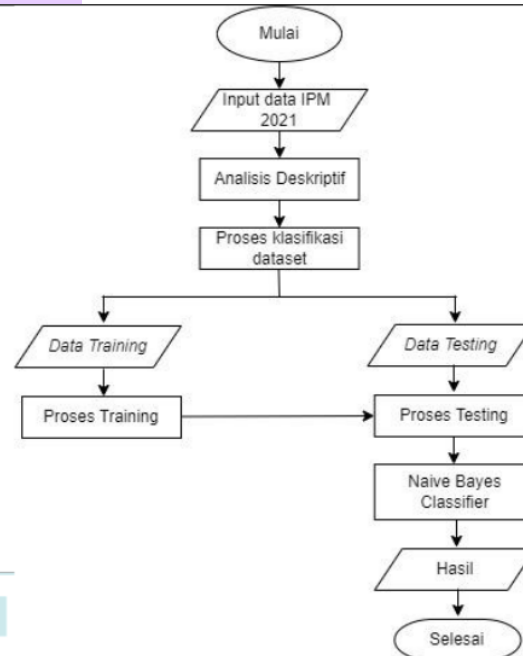 Mulai
Input data IPM
2021
Analisis Deskriptif
Proses klasifikasi
dataset
Data Training
Data Testing
Proses Training
Proses Testing
Naive Bayes
Classifier
Hasil
Selesai